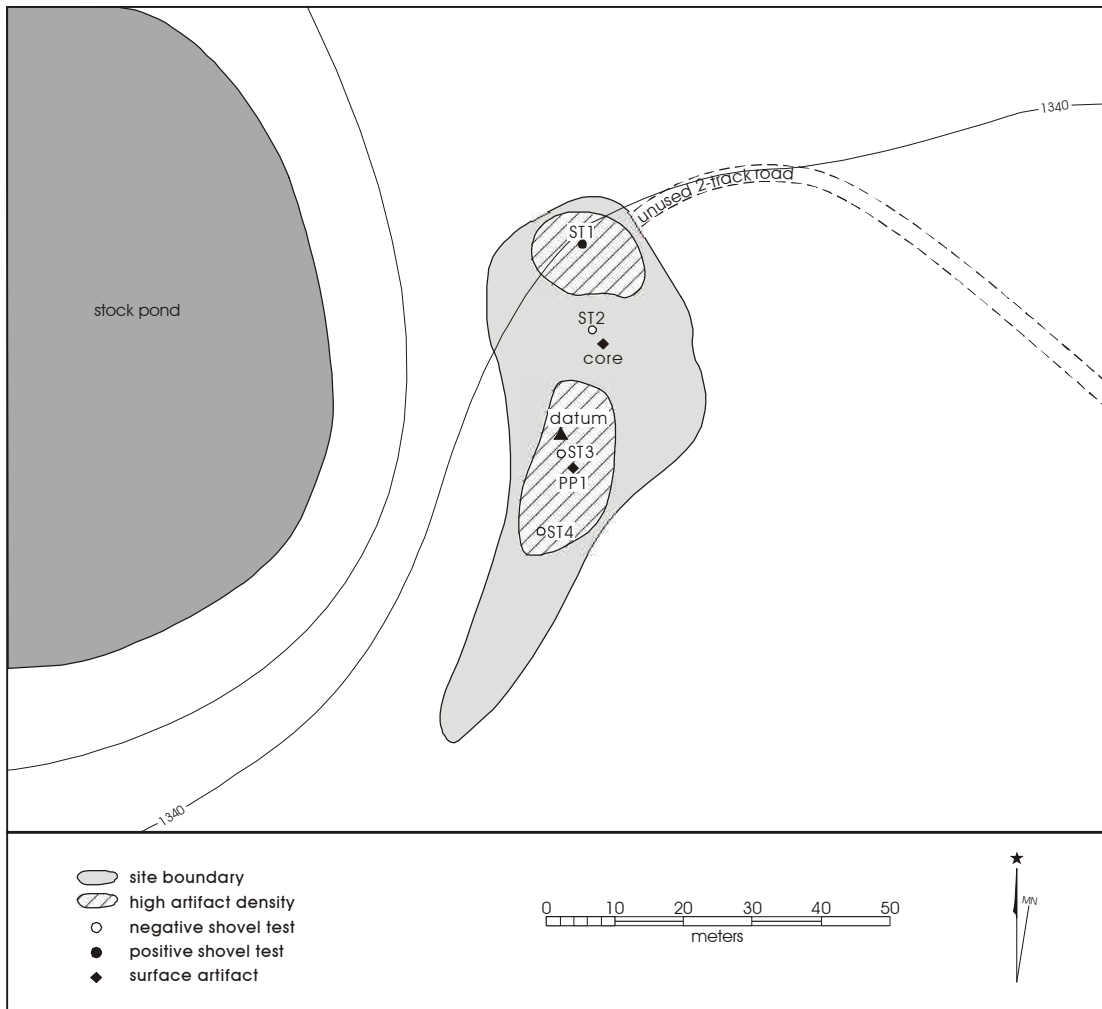 1340
unused 2-track road
ST1
stock pond
ST2
core
datum
ST3
PP1
ST4
1340
site boundary
high artifact density
negative shovel test
positive shovel test
surface artifact
0 10 20 30 40 50
meters
MN